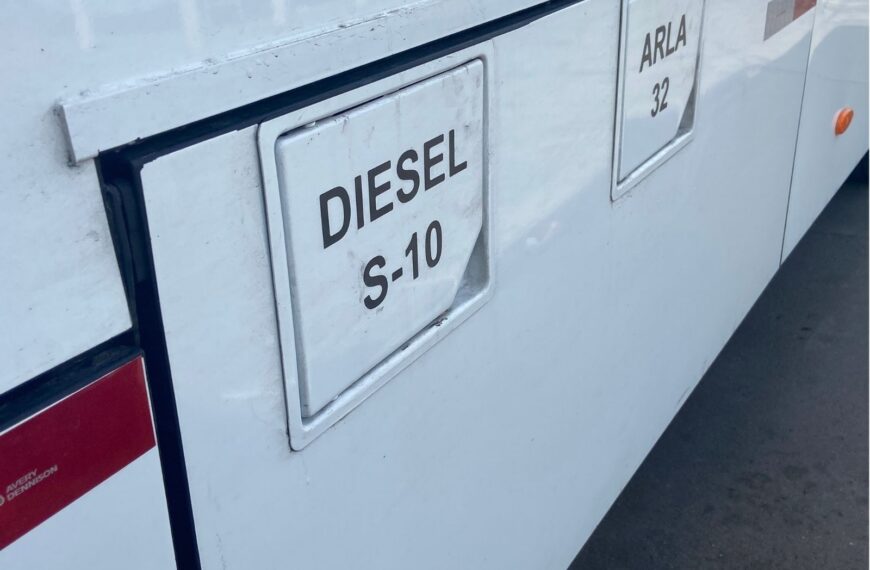 DIESEL
S-10
ARLA
32
AVERY
DENNISON